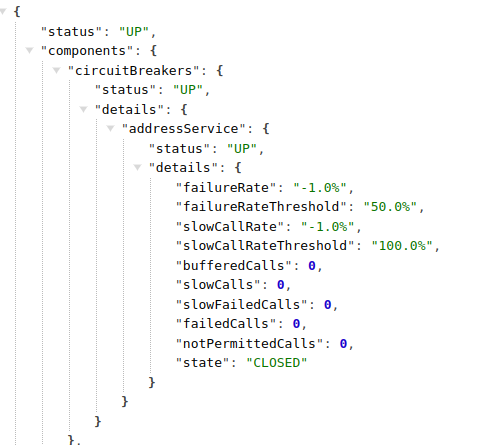 {
"status": "UP",
"components": {
"circuitBreakers": {
"status": "UP",
"details": {
"addressService": {
"status": "UP",
"details": {
"failureRate": "-1.0%",
"failureRateThreshold": "50.0%",
"slowCallRate": "-1.0%",
"slowCallRateThreshold": "100.0%",
"bufferedCalls": 0,
"slowCalls": 0,
"slowFailedCalls": 0,
"failedCalls": 0,
"notPermittedCalls": 0,
"state": "CLOSED"
}
}
}
},